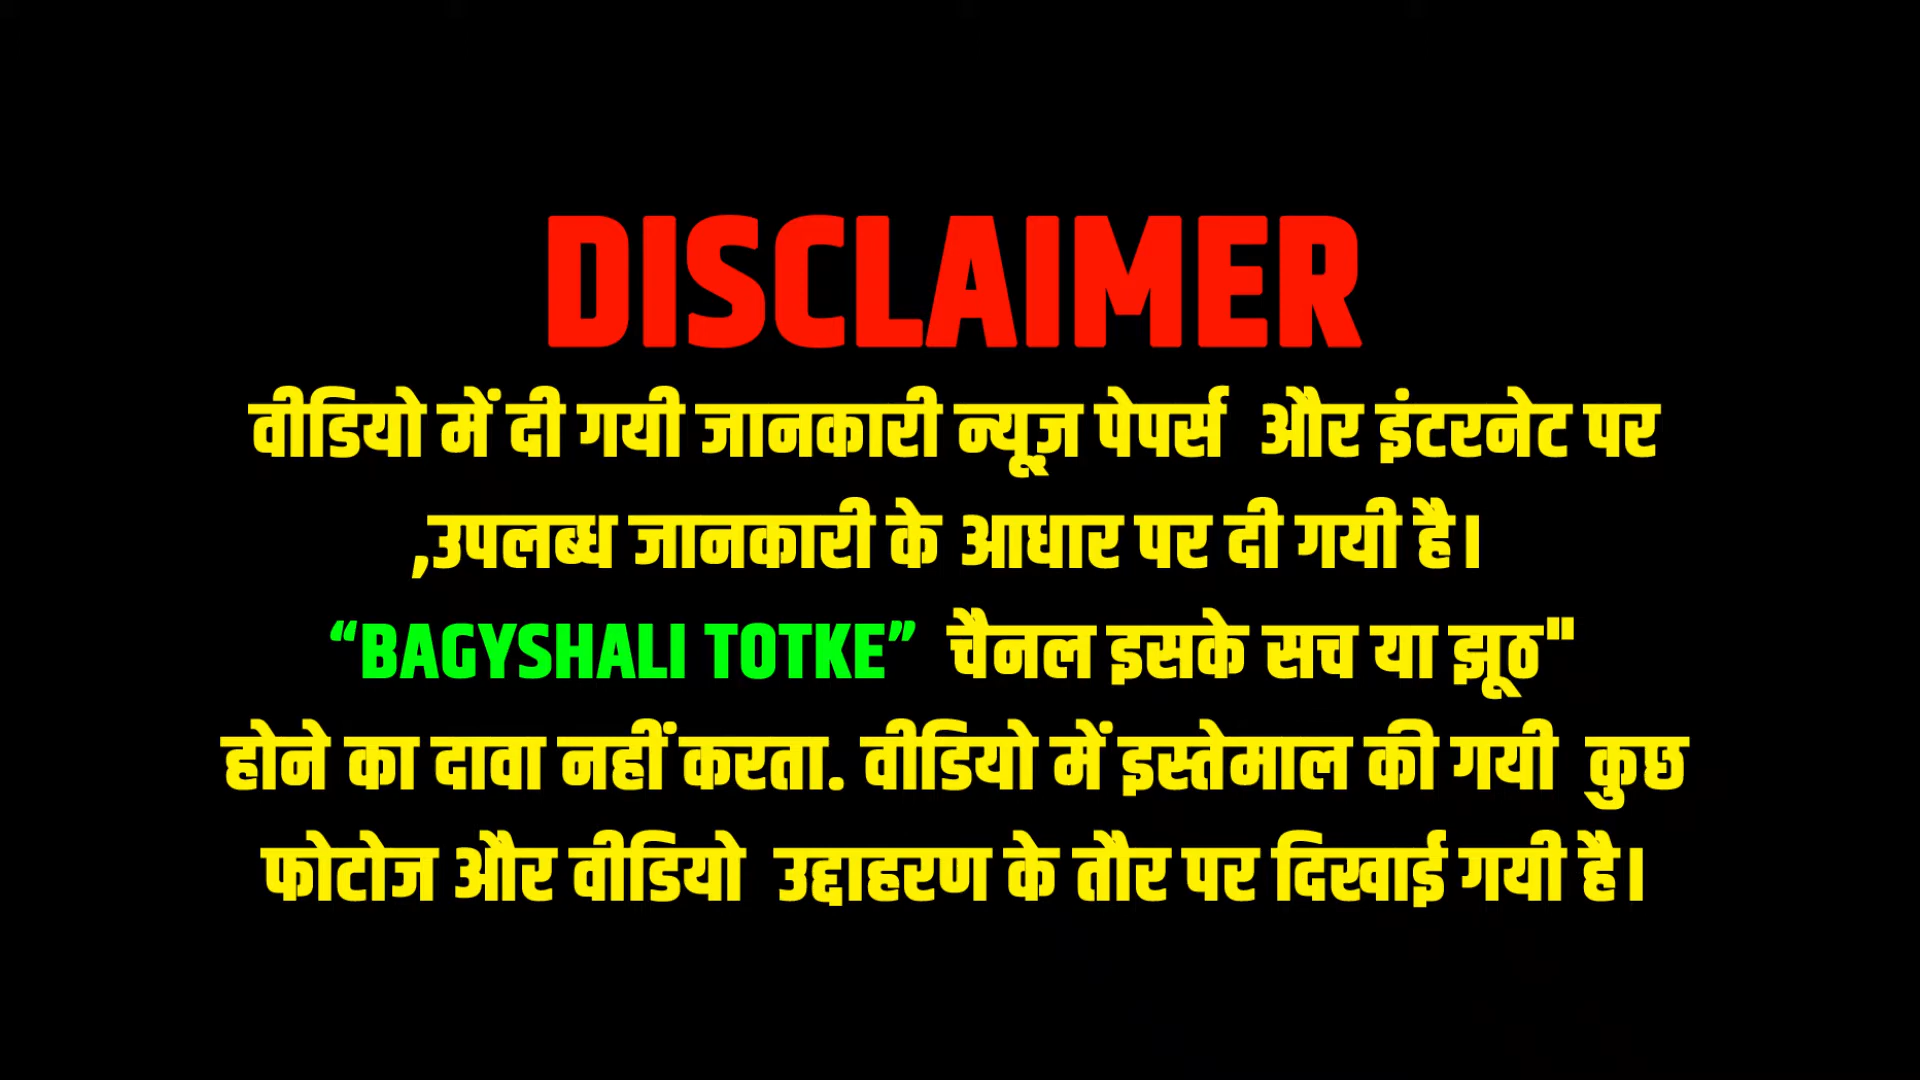 DISCLAIMER
वीडियो में दी गयी जानकारी न्यूज़ पेपर्स और इंटरनेट पर
,उपलब्ध जानकारी के आधार पर दी गयी है।
“BAGYSHALI TOTKE” चैनल इसके सच या झूठ"
होने का दावा नहीं करता. वीडियो में इस्तेमाल की गयी कुछ
फोटोज और वीडियो उद्दाहरण के तौर पर दिखाई गयी है।